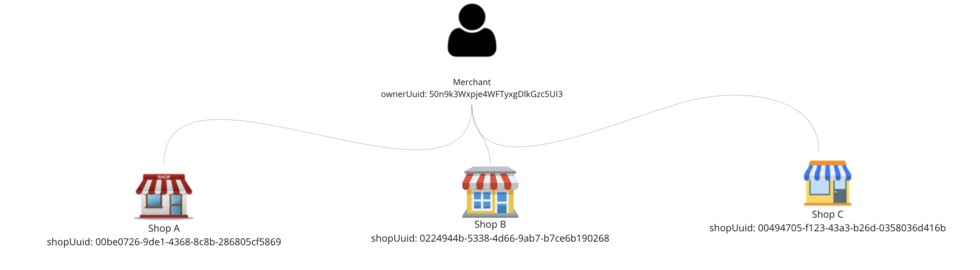 Merchant
ownerUuid: 50n9k3Wxpje4WFTyxgDlkGzc5Ul3
SHOP
Shop A
shopUuid: 00be0726-9de1-4368-8c8b-286805cf5869
Shop B
shopUuid: 0224944b-5338-4d66-9ab7-b7ce6b190268
Shop C
shopUuid: 00494705-f123-43a3-b26d-0358036d416b